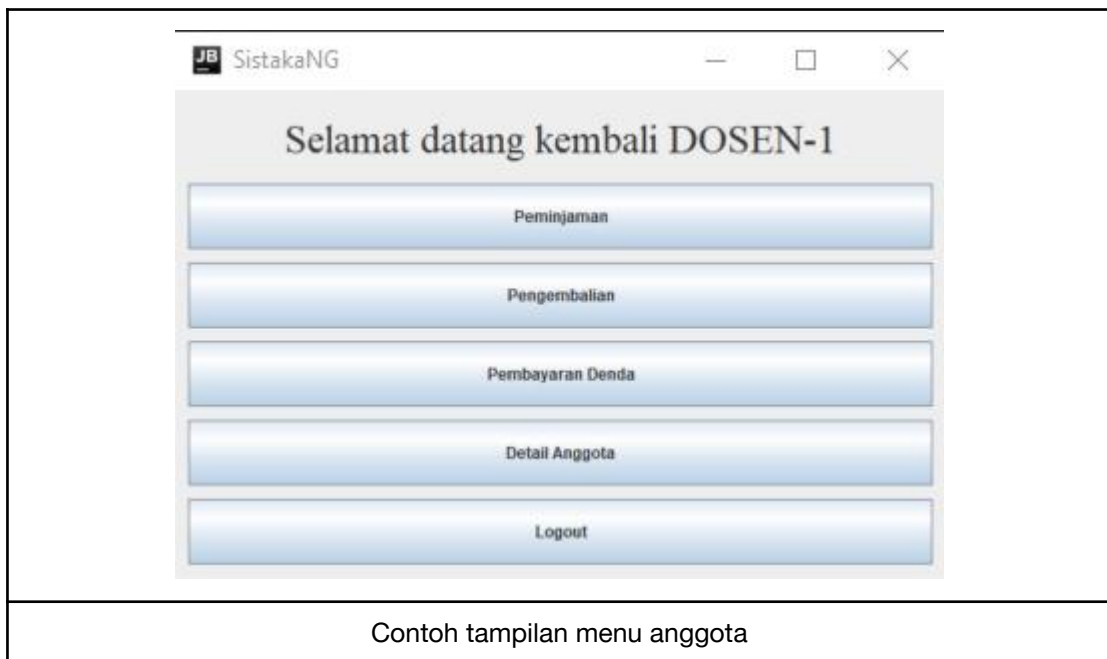 JB SistakaNG
Selamat datang kembali DOSEN-1
Peminjaman
Pengembalian
Pembayaran Denda
Detail Anggota
Logout
Contoh tampilan menu anggota